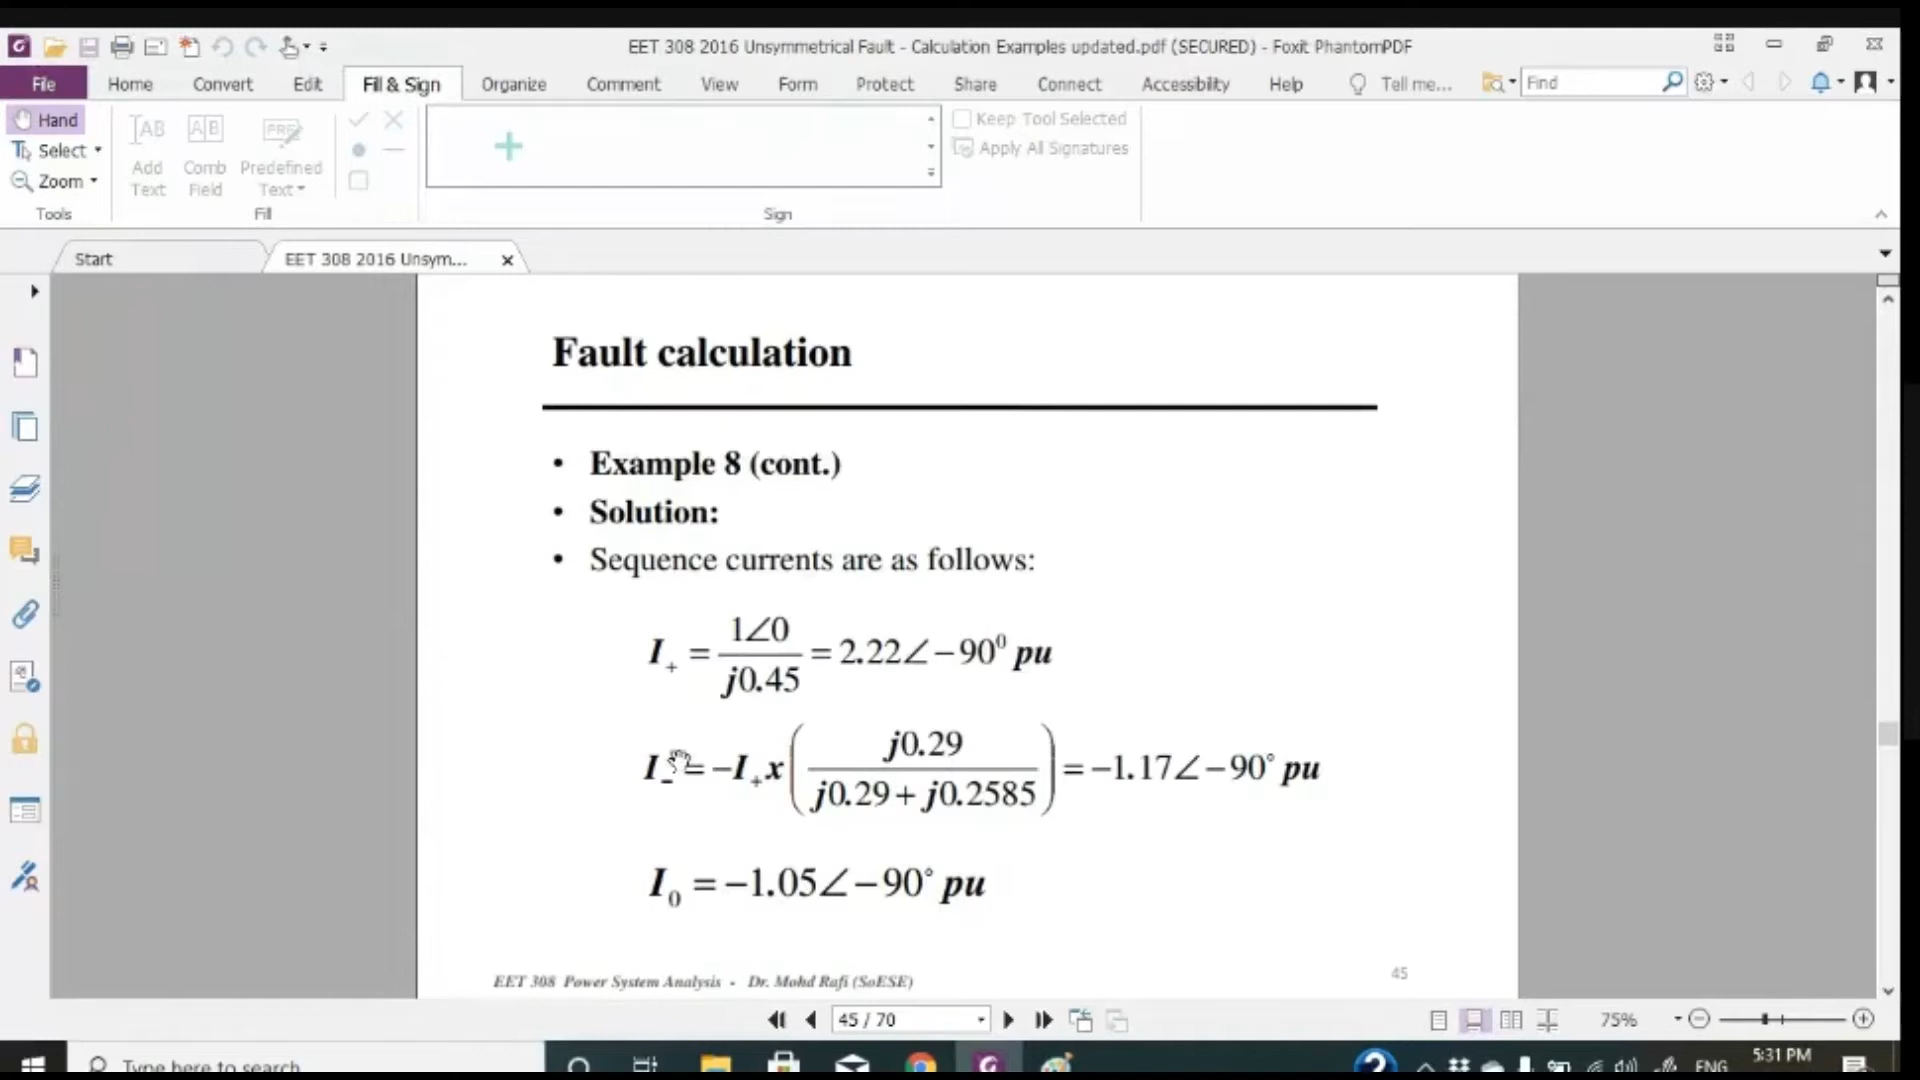 EET 308 2016 Unsymmetrical Fault - Calculation Examples updated.pdf (SECURED) - Foxit PhantomPDF
File Home Convert Edit Fill & Sign Organize Comment View Form Protect Share Connect Accessibility Help Tell me... Find
Hand
Select
Zoom
Tools
Add Text
Comb Field
Predefined Text
Fill
Sign
Keep Tool Selected
Apply All Signatures
Start
EET 308 2016 Unsym...
Fault calculation
• Example 8 (cont.)
• Solution:
• Sequence currents are as follows:
I₊ = 1∠0 / j0.45 = 2.22∠−90⁰ pu
I₋ = −I₊x( j0.29 / j0.29 + j0.2585 ) = −1.17∠−90° pu
I₀ = −1.05∠−90° pu
EET 308 Power System Analysis - Dr. Mohd Rafi (SoESE)
45
45 / 70
75%
Type here to search
ENG
5:31 PM